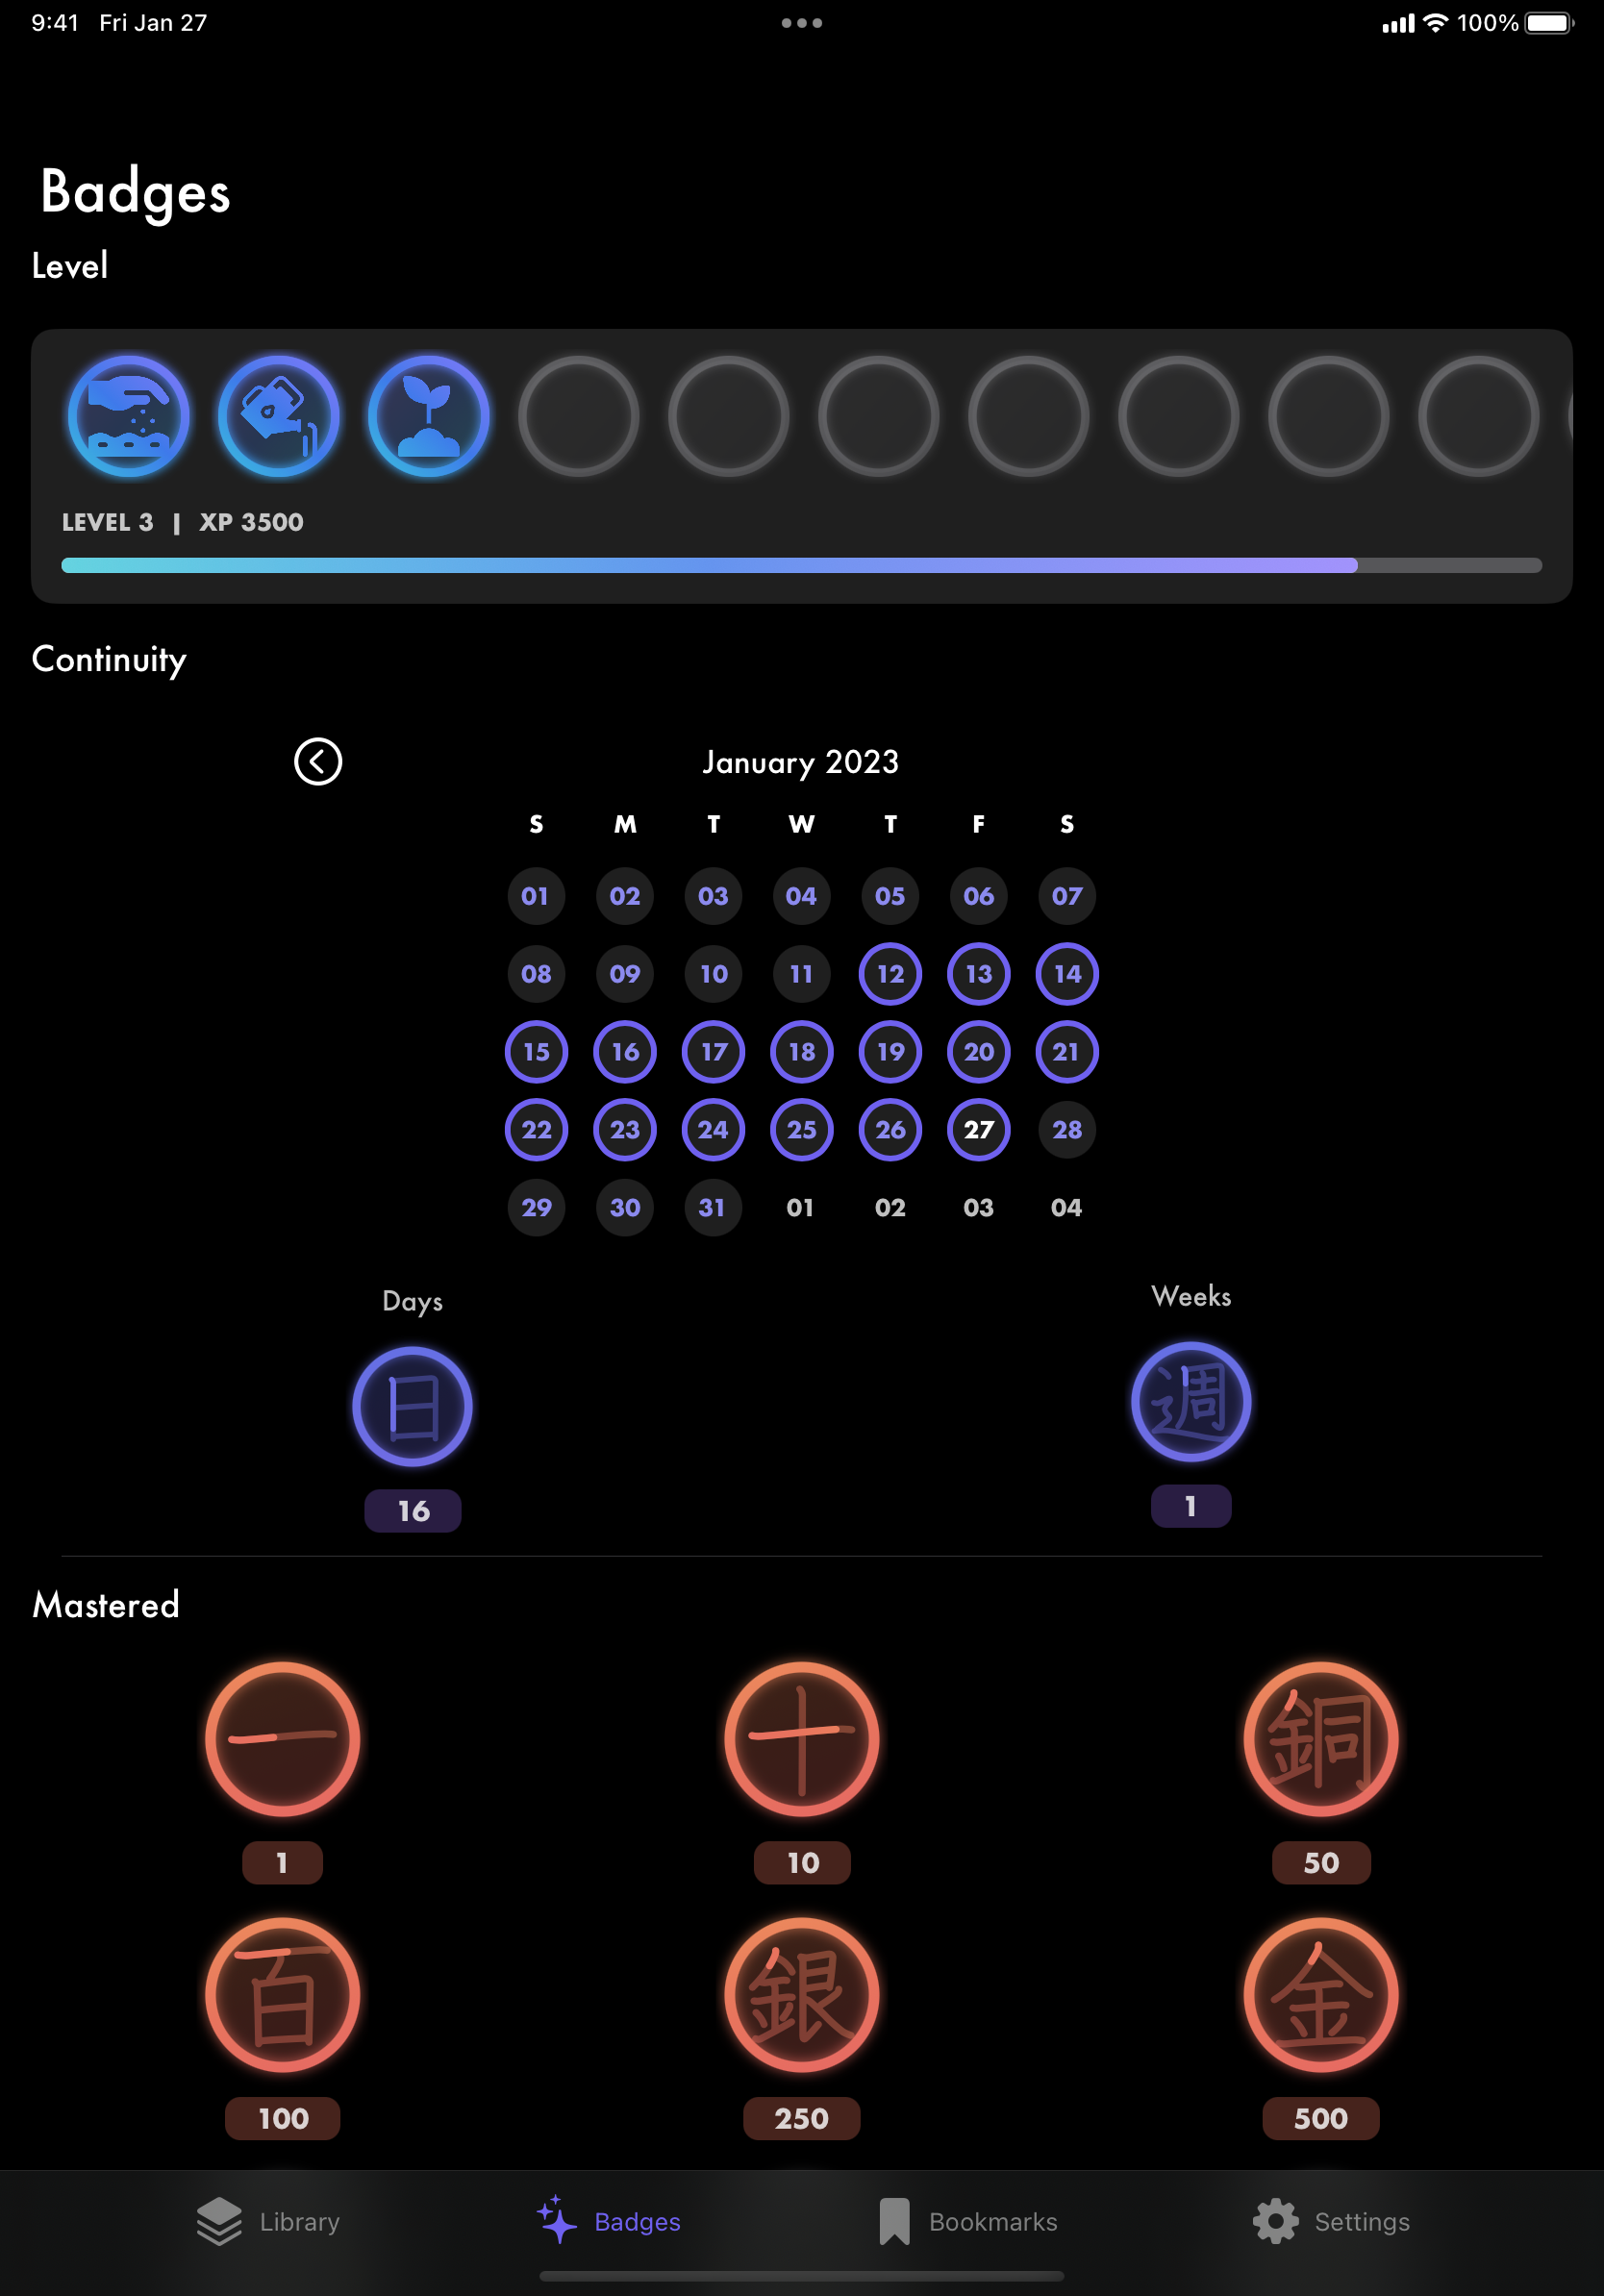 9:41 Fri Jan 27 100%
Badges
Level
LEVEL 3 | XP 3500
Continuity
January 2023
S M T W T F S
01 02 03 04 05 06 07
08 09 10 11 12 13 14
15 16 17 18 19 20 21
22 23 24 25 26 27 28
29 30 31 01 02 03 04
Days Weeks
日 週
16 1
Mastered
一 十 銅
1 10 50
百 銀 金
100 250 500
Library Badges Bookmarks Settings